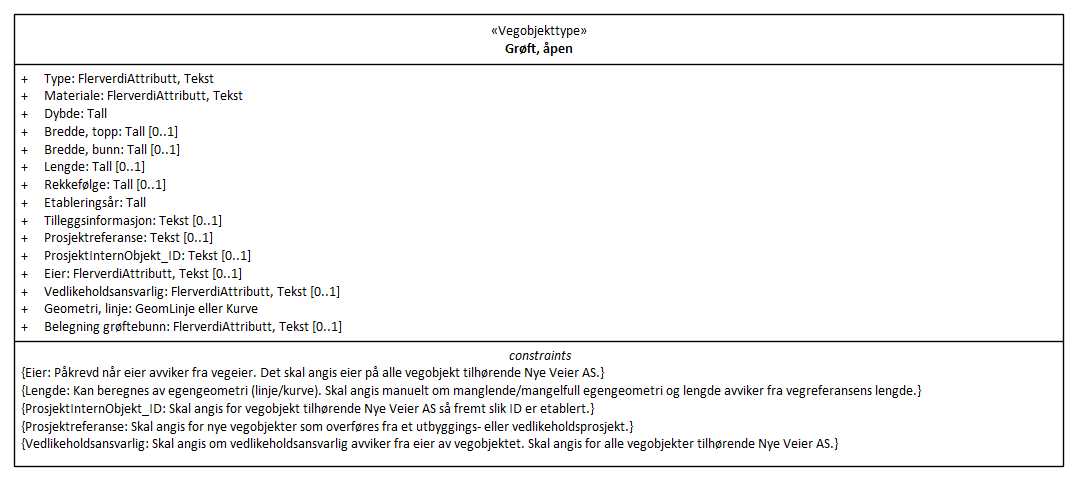 «Vegobjekttype»
Grøft, åpen
+ Type: FlerverdiAttributt, Tekst
+ Materiale: FlerverdiAttributt, Tekst
+ Dybde: Tall
+ Bredde, topp: Tall [0..1]
+ Bredde, bunn: Tall [0..1]
+ Lengde: Tall [0..1]
+ Rekkefølge: Tall [0..1]
+ Etableringsår: Tall
+ Tilleggsinformasjon: Tekst [0..1]
+ Prosjektreferanse: Tekst [0..1]
+ ProsjektInternObjekt_ID: Tekst [0..1]
+ Eier: FlerverdiAttributt, Tekst [0..1]
+ Vedlikeholdsansvarlig: FlerverdiAttributt, Tekst [0..1]
+ Geometri, linje: GeomLinje eller Kurve
+ Belegning grøftebunn: FlerverdiAttributt, Tekst [0..1]
constraints
{Eier: Påkrevd når eier avviker fra vegeier. Det skal angis eier på alle vegobjekt tilhørende Nye Veier AS.}
{Lengde: Kan beregnes av egengeometri (linje/kurve). Skal angis manuelt om manglende/mangelfull egengeometri og lengde avviker fra vegreferansens lengde.}
{ProsjektInternObjekt_ID: Skal angis for vegobjekt tilhørende Nye Veier AS så fremt slik ID er etablert.}
{Prosjektreferanse: Skal angis for nye vegobjekter som overføres fra et utbyggings- eller vedlikeholdsprosjekt.}
{Vedlikeholdsansvarlig: Skal angis om vedlikeholdsansvarlig avviker fra eier av vegobjektet. Skal angis for alle vegobjekter tilhørende Nye Veier AS.}